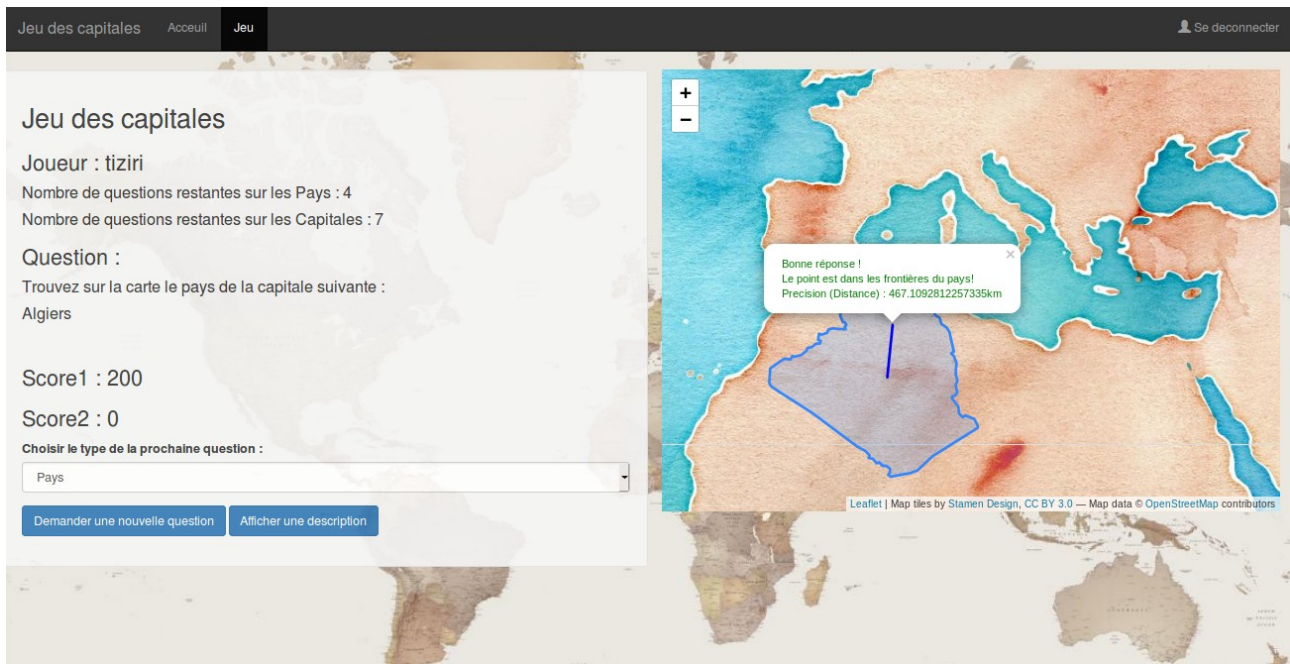 Jeu des capitales Acceuil Jeu Se deconnecter
Jeu des capitales
Joueur : tiziri
Nombre de questions restantes sur les Pays : 4
Nombre de questions restantes sur les Capitales : 7
Question :
Trouvez sur la carte le pays de la capitale suivante :
Algiers
Score1 : 200
Score2 : 0
Choisir le type de la prochaine question :
Pays
Demander une nouvelle question Afficher une description
+
−
×
Bonne réponse !
Le point est dans les frontières du pays!
Precision (Distance) : 467.1092812257335km
Leaflet | Map tiles by Stamen Design, CC BY 3.0 — Map data © OpenStreetMap contributors